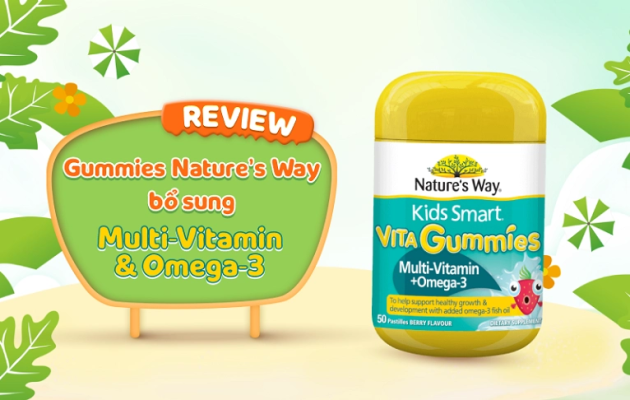 REVIEW
Gummies Nature's Way
bổ sung
Multi-Vitamin
& Omega-3
Nature's Way
Kids Smart
VITA Gummies
Multi-Vitamin
+Omega-3
To help support healthy growth &
development with added omega-3 fish oil
50 Pastilles BERRY FLAVOUR
DIETARY